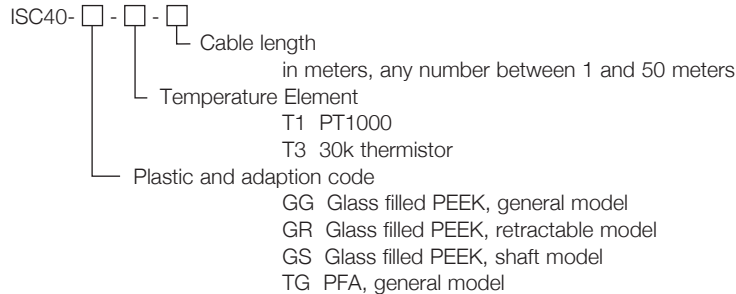 ISC40- □ - □ - □
Cable length
in meters, any number between 1 and 50 meters
Temperature Element
T1 PT1000
T3 30k thermistor
Plastic and adaption code
GG Glass filled PEEK, general model
GR Glass filled PEEK, retractable model
GS Glass filled PEEK, shaft model
TG PFA, general model